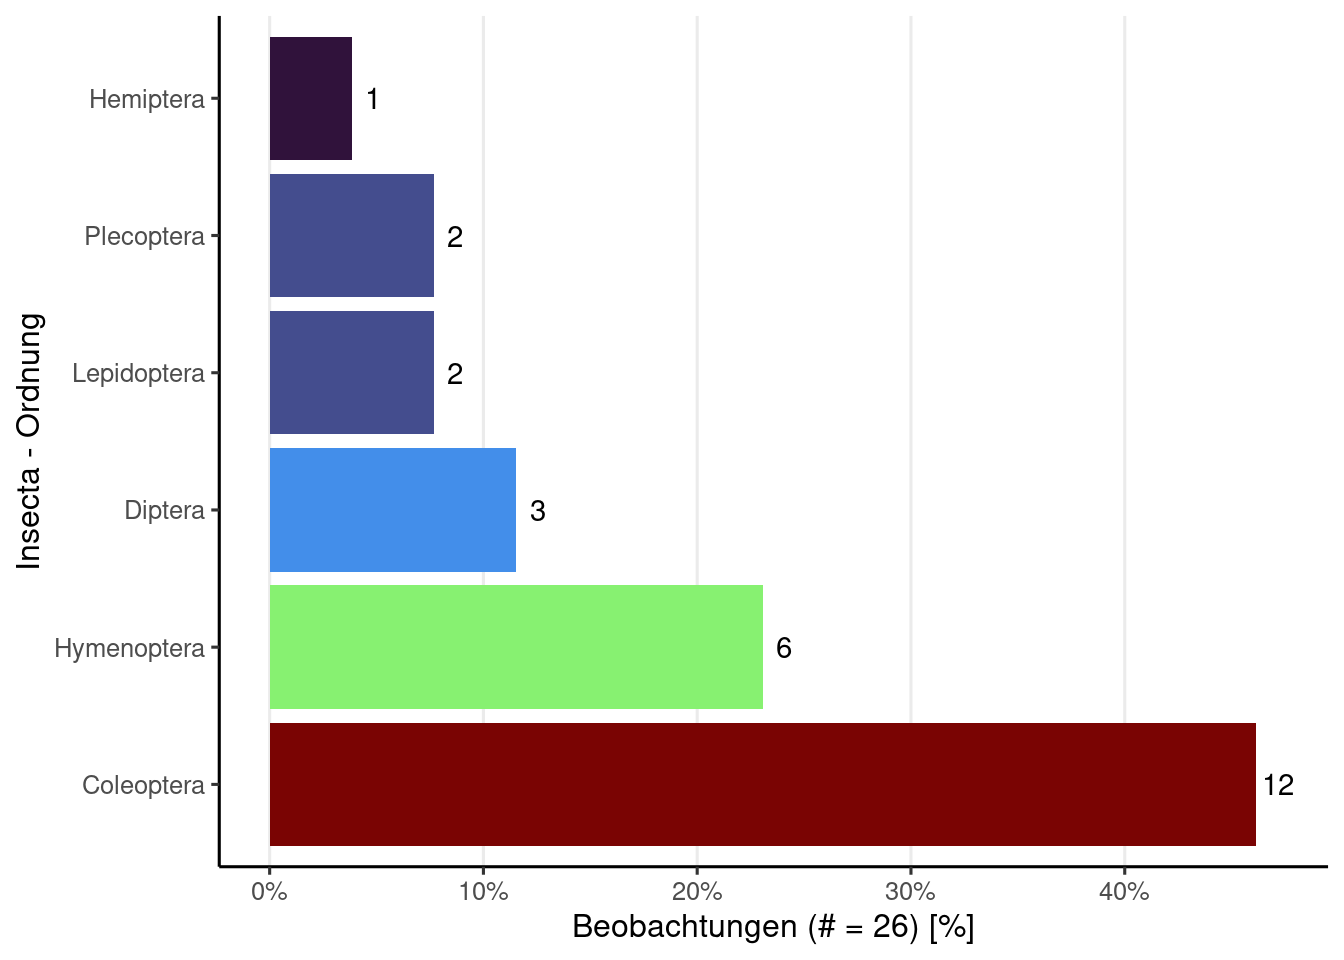 Hemiptera
1
Plecoptera
2
Lepidoptera
2
Diptera
3
Hymenoptera
6
Coleoptera
12
Insecta - Ordnung
0% 10% 20% 30% 40%
Beobachtungen (# = 26) [%]